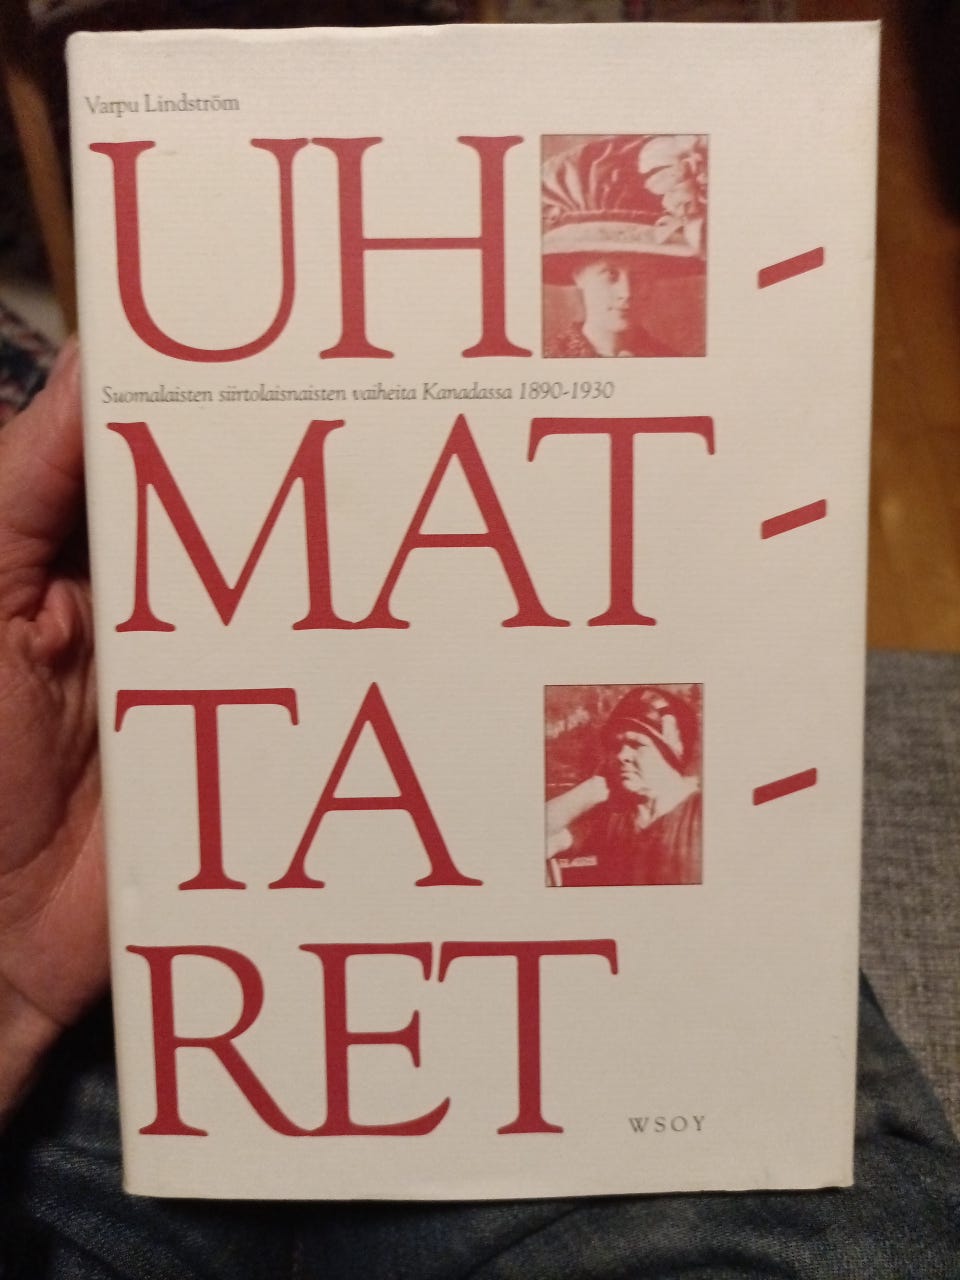 Varpu Lindström
UH-
Suomalaisten siirtolaisnaisten vaiheita Kanadassa 1890-1930
MAT-
TA-
RET
WSOY